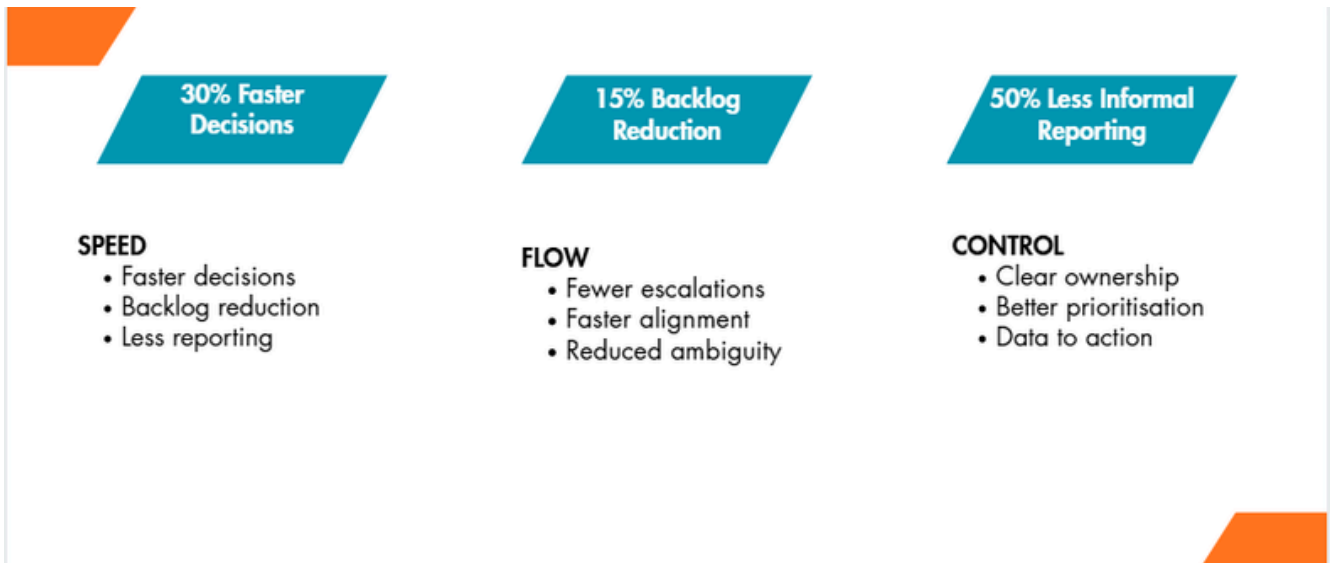 30% Faster
Decisions
15% Backlog
Reduction
50% Less Informal
Reporting
SPEED
• Faster decisions
• Backlog reduction
• Less reporting
FLOW
• Fewer escalations
• Faster alignment
• Reduced ambiguity
CONTROL
• Clear ownership
• Better prioritisation
• Data to action